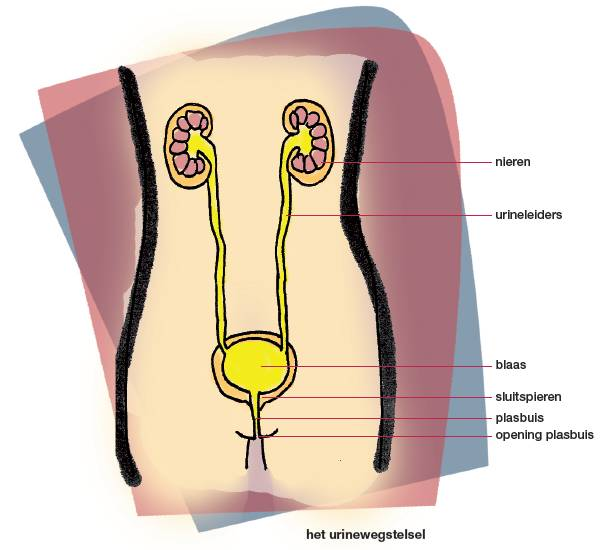 nieren
urineleiders
blaas
sluitspieren
plasbuis
opening plasbuis
het urinewegstelsel